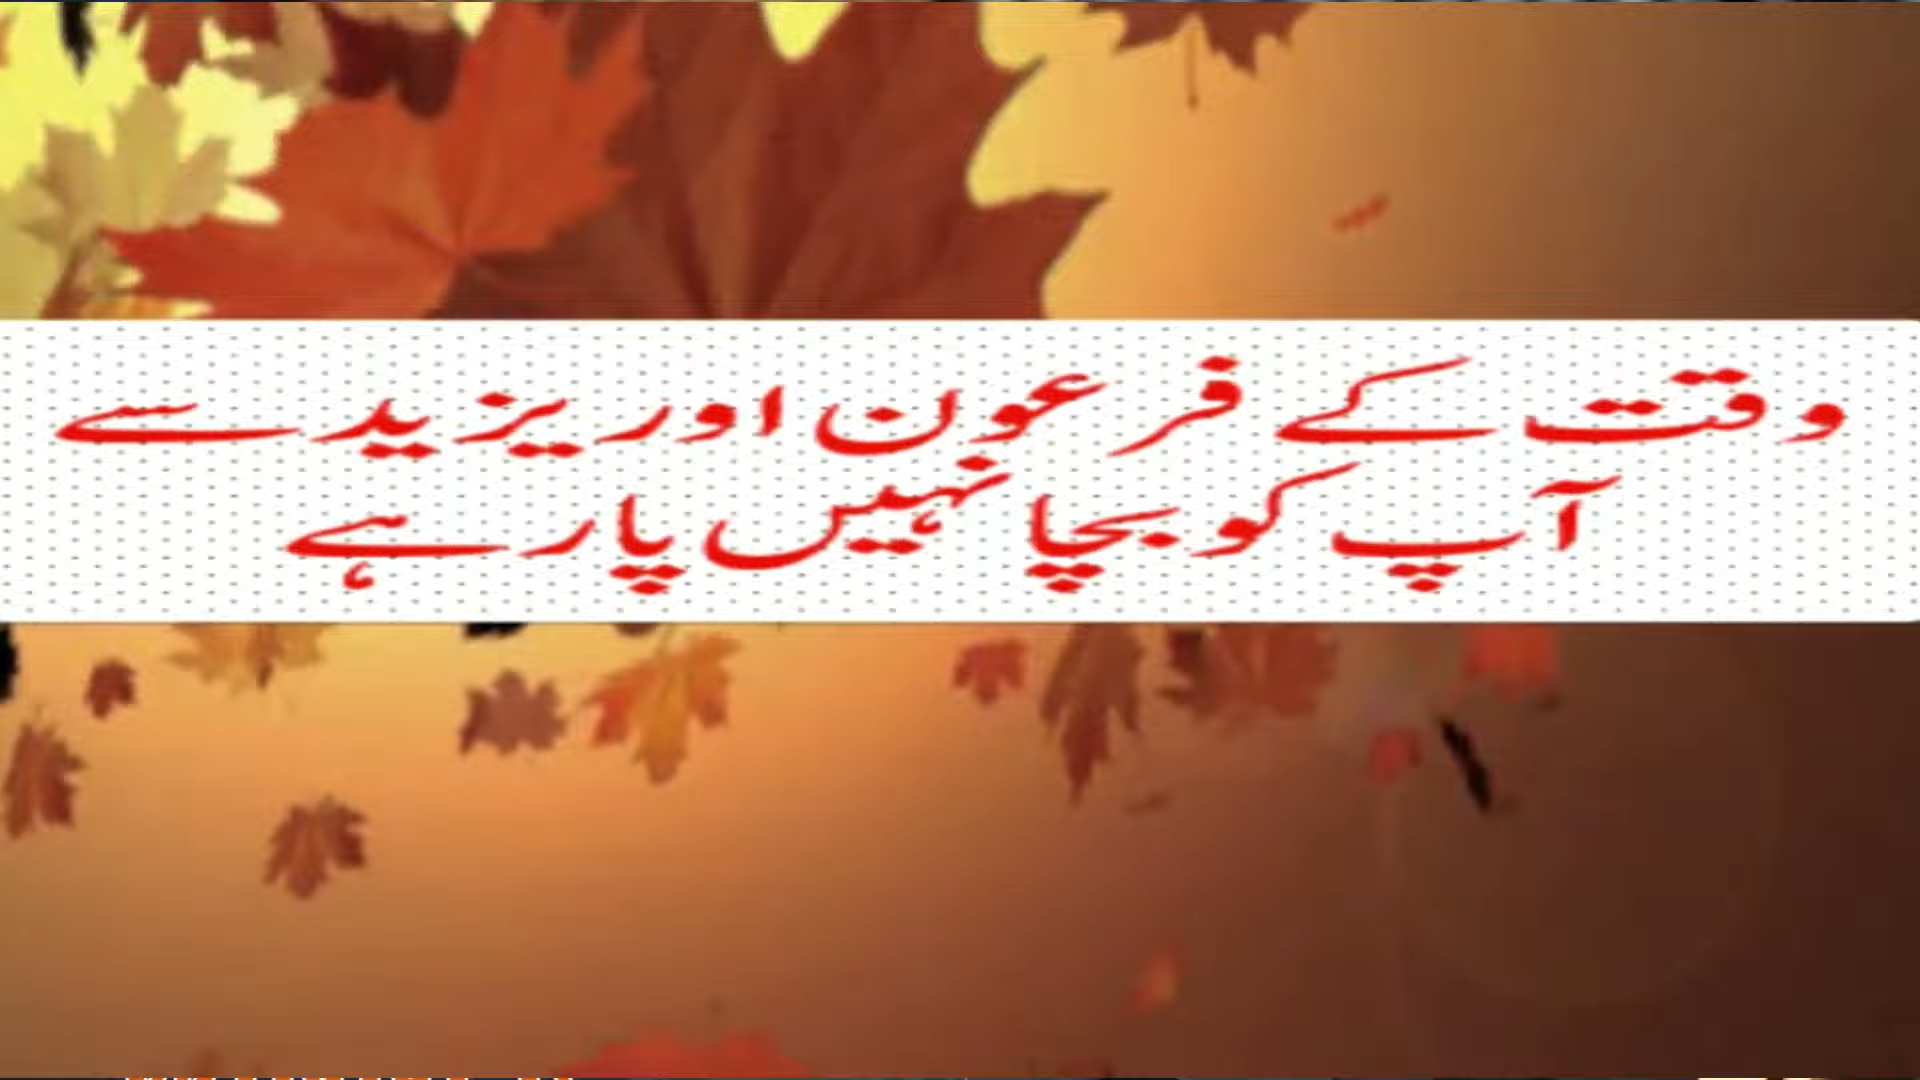 وقت کے فرعون اور یزید سے
آپ کو بچا نہیں پا رہے